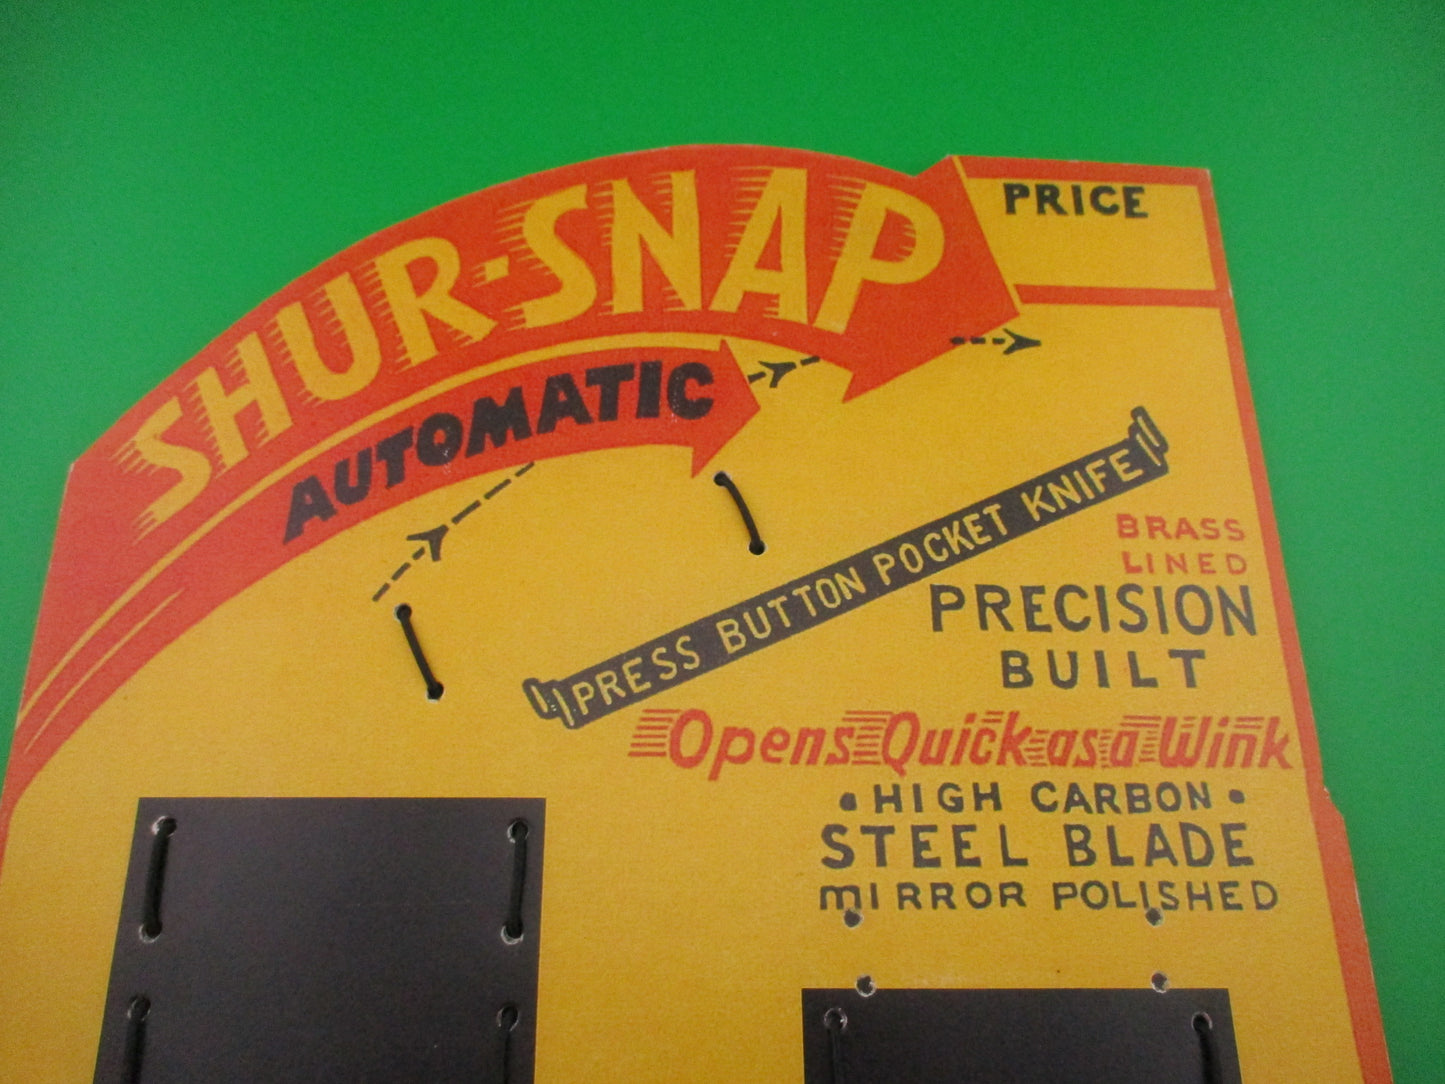 SHUR-SNAP
PRICE
AUTOMATIC
PRESS BUTTON POCKET KNIFE
BRASS
LINED
PRECISION
BUILT
Opens Quick as a Wink
• HIGH CARBON •
STEEL BLADE
MIRROR POLISHED